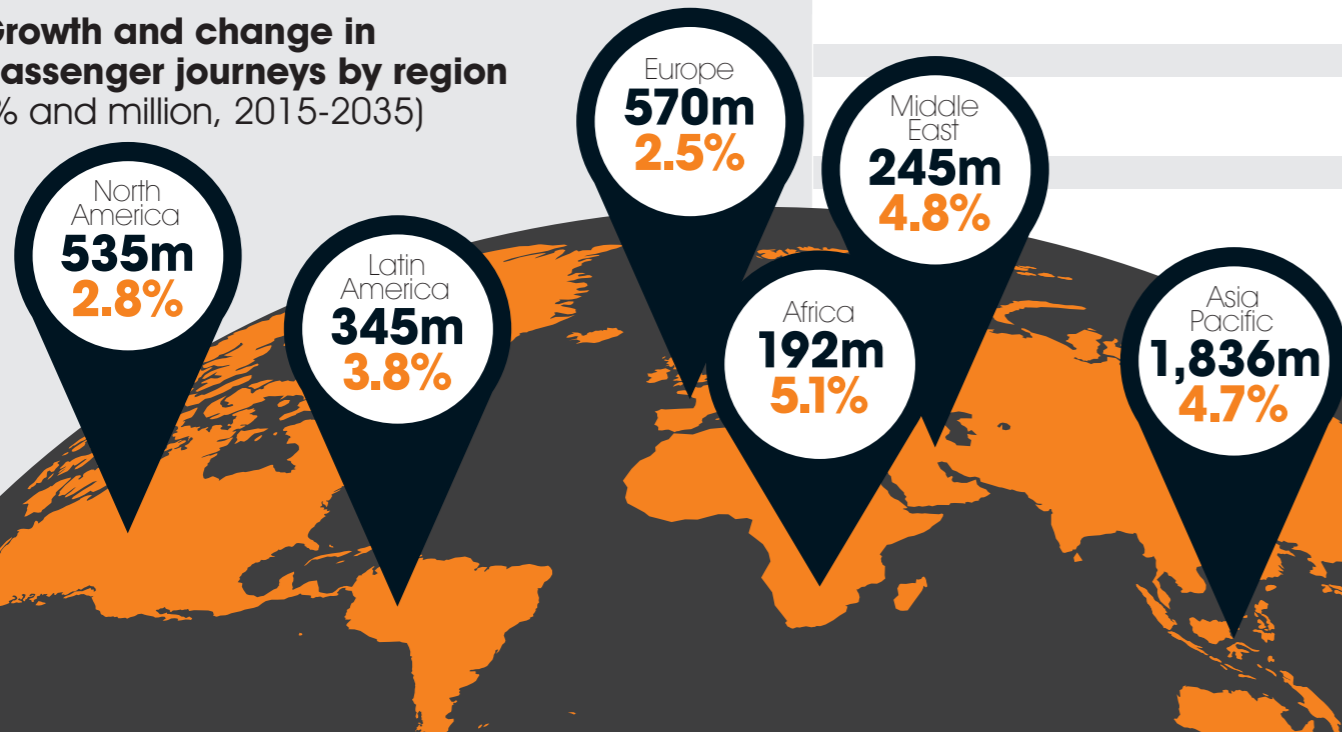 Growth and change in
passenger journeys by region
(% and million, 2015-2035)
North
America
535m
2.8%
Latin
America
345m
3.8%
Europe
570m
2.5%
Africa
192m
5.1%
Middle
East
245m
4.8%
Asia
Pacific
1,836m
4.7%